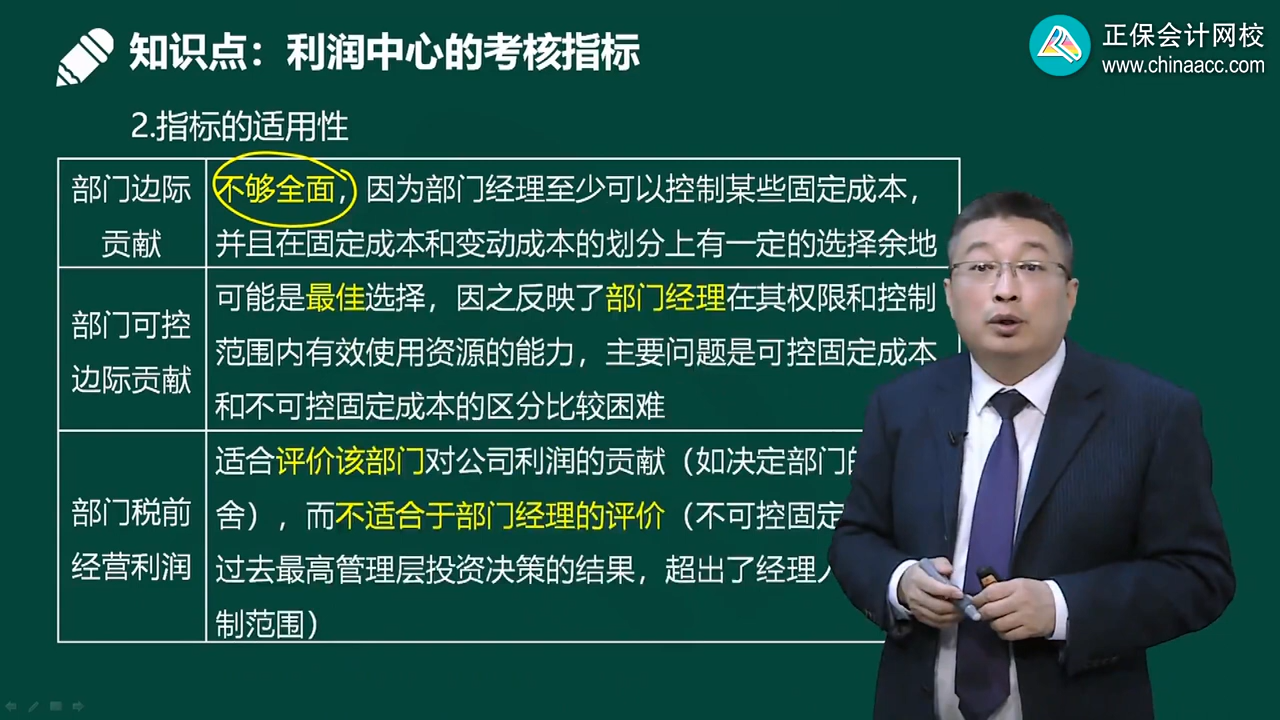 知识点：利润中心的考核指标
正保会计网校
www.chinaacc.com
2.指标的适用性
部门边际
贡献
不够全面，因为部门经理至少可以控制某些固定成本，
并且在固定成本和变动成本的划分上有一定的选择余地
部门可控
边际贡献
可能是最佳选择，因之反映了部门经理在其权限和控制
范围内有效使用资源的能力，主要问题是可控固定成本
和不可控固定成本的区分比较困难
部门税前
经营利润
适合评价该部门对公司利润的贡献（如决定部门的
舍），而不适合于部门经理的评价（不可控固定
过去最高管理层投资决策的结果，超出了经理人
制范围）